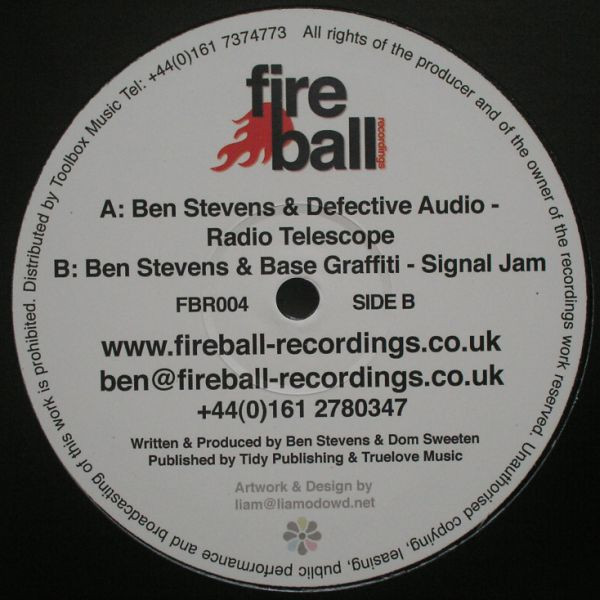 fire
ball
recordings
A: Ben Stevens & Defective Audio -
Radio Telescope
B: Ben Stevens & Base Graffiti - Signal Jam
FBR004 SIDE B
www.fireball-recordings.co.uk
ben@fireball-recordings.co.uk
+44(0)161 2780347
Written & Produced by Ben Stevens & Dom Sweeten
Published by Tidy Publishing & Truelove Music
Artwork & Design by
liam@liamodowd.net
All rights of the producer and of the owner of the recordings work reserved. Unauthorised copying, leasing, public performance and broadcasting of this work is prohibited. Distributed by Toolbox Music Tel: +44(0)161 7374773